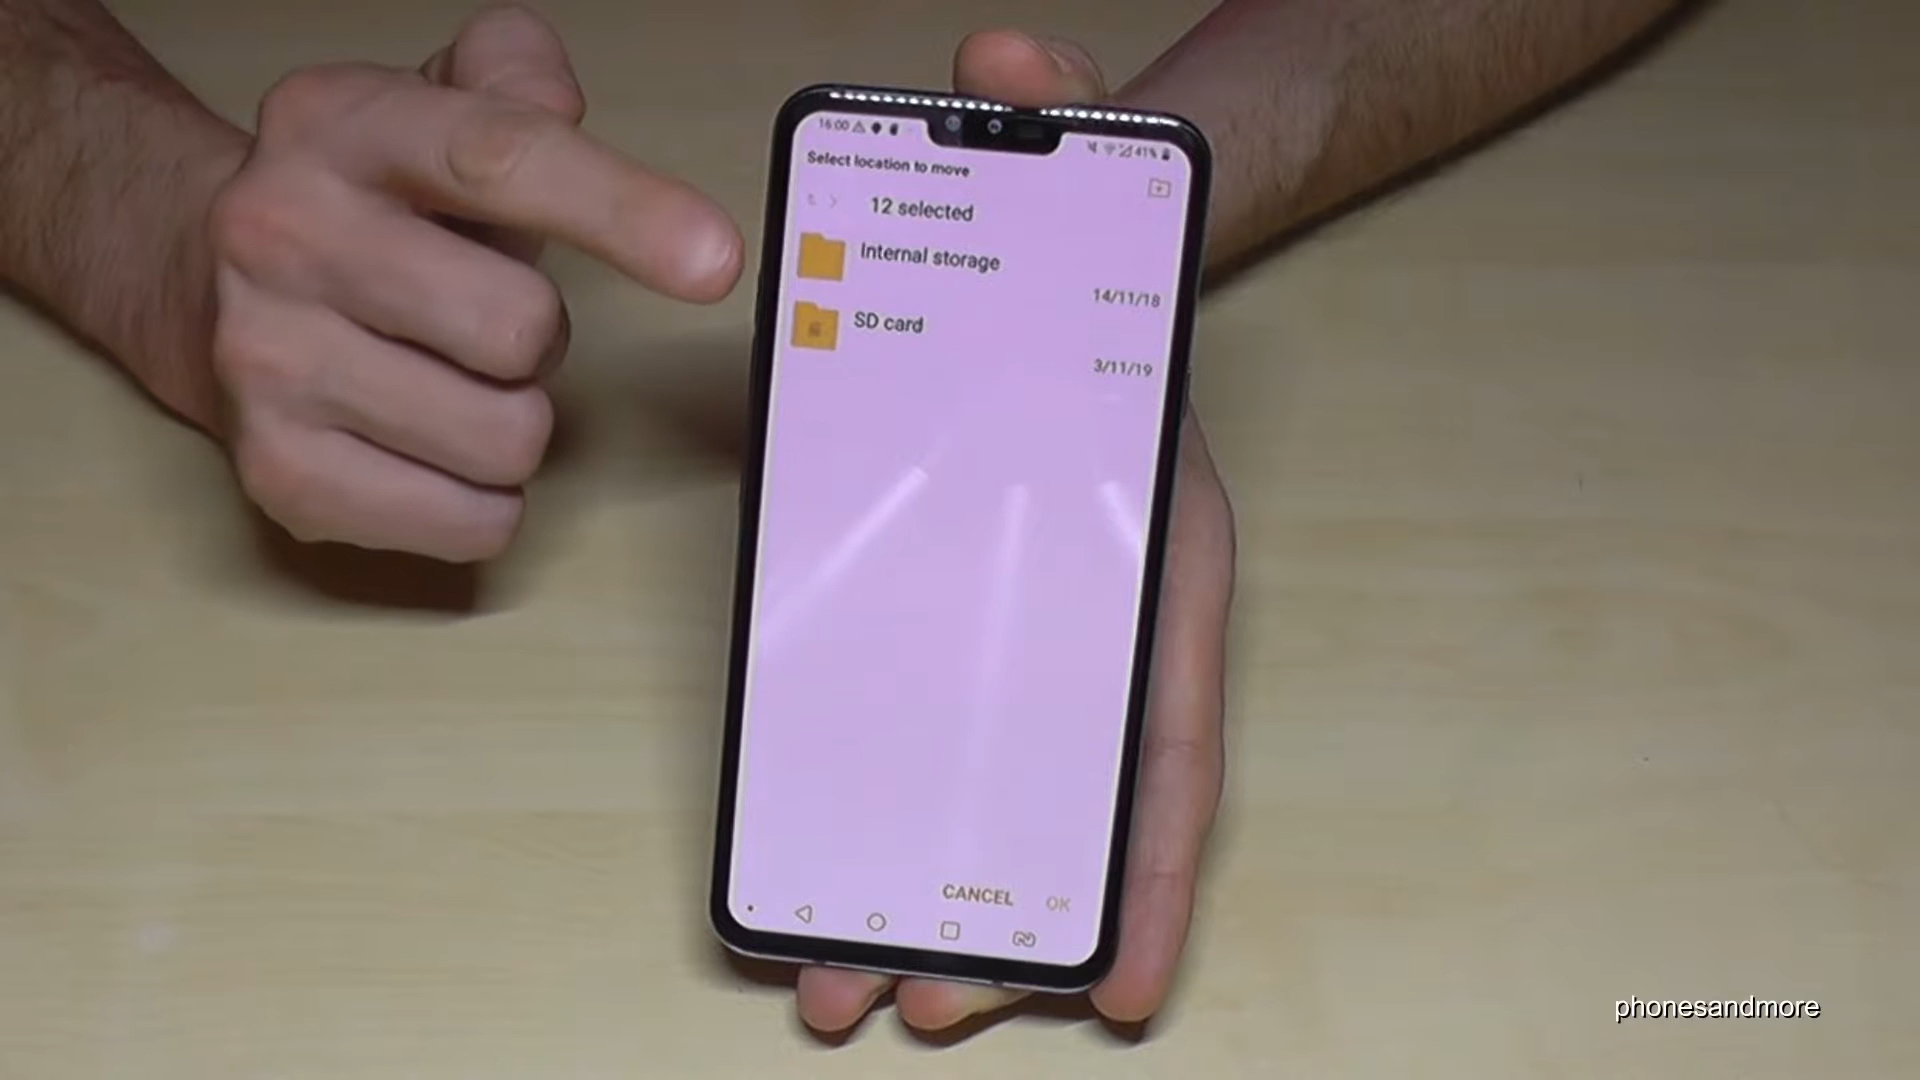 16:00
41%
Select location to move
12 selected
Internal storage
14/11/18
SD card
3/11/19
CANCEL OK
phonesandmore